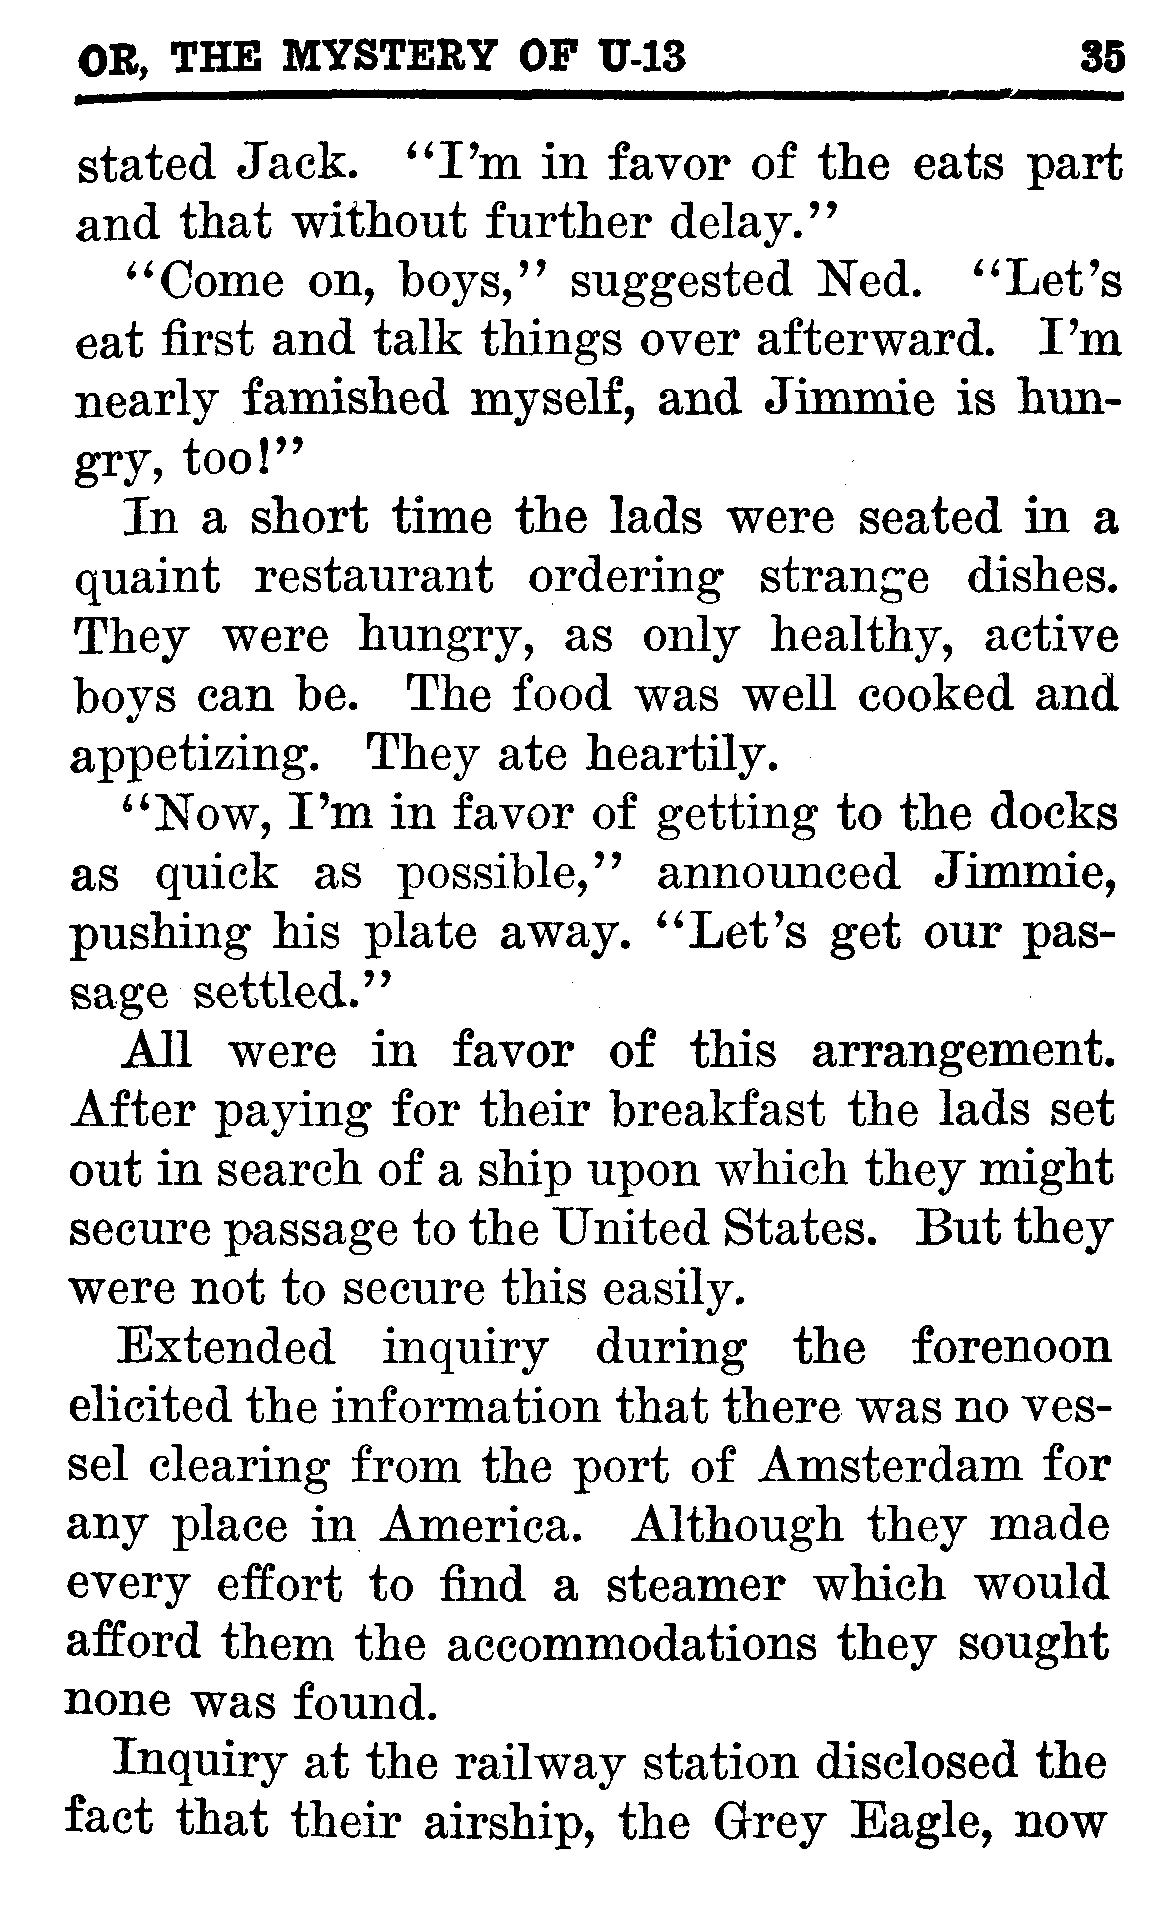 OR, THE MYSTERY OF U-13 35
stated Jack. "I'm in favor of the eats part
and that without further delay."
"Come on, boys," suggested Ned. "Let's
eat first and talk things over afterward. I'm
nearly famished myself, and Jimmie is hun-
gry, too!"
In a short time the lads were seated in a
quaint restaurant ordering strange dishes.
They were hungry, as only healthy, active
boys can be. The food was well cooked and
appetizing. They ate heartily.
"Now, I'm in favor of getting to the docks
as quick as possible," announced Jimmie,
pushing his plate away. "Let's get our pas-
sage settled."
All were in favor of this arrangement.
After paying for their breakfast the lads set
out in search of a ship upon which they might
secure passage to the United States. But they
were not to secure this easily.
Extended inquiry during the forenoon
elicited the information that there was no ves-
sel clearing from the port of Amsterdam for
any place in America. Although they made
every effort to find a steamer which would
afford them the accommodations they sought
none was found.
Inquiry at the railway station disclosed the
fact that their airship, the Grey Eagle, now